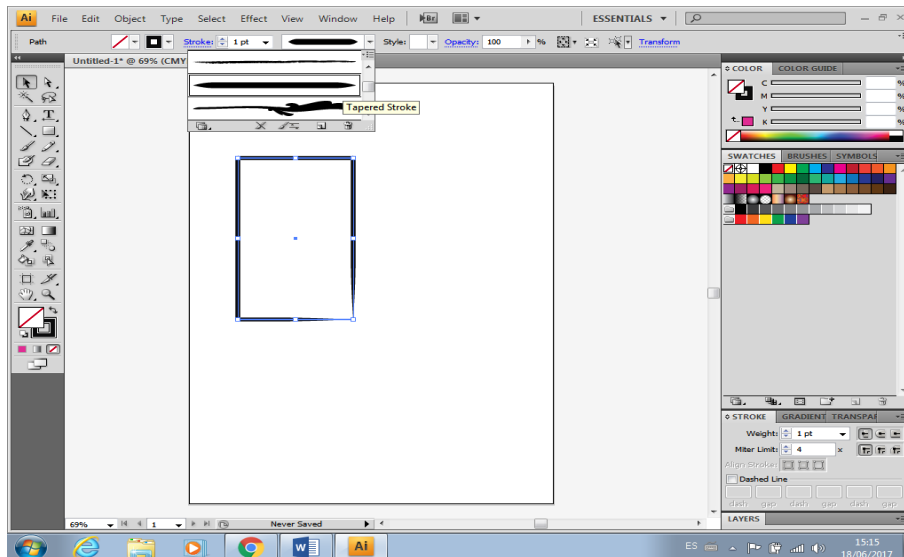 Ai File Edit Object Type Select Effect View Window Help Br ESSENTIALS
Path Stroke: 1 pt Style: Opacity: 100 % Transform
Untitled-1* @ 69% (CMY
Tapered Stroke
COLOR COLOR GUIDE
C %
M %
Y %
K %
SWATCHES BRUSHES SYMBOLS
STROKE GRADIENT TRANSPAR
Weight: 1 pt
Miter Limit: 4 x
Align Stroke:
Dashed Line
dash gap dash gap dash gap
LAYERS
69% 1 Never Saved
W Ai ES 15:15
18/06/2017